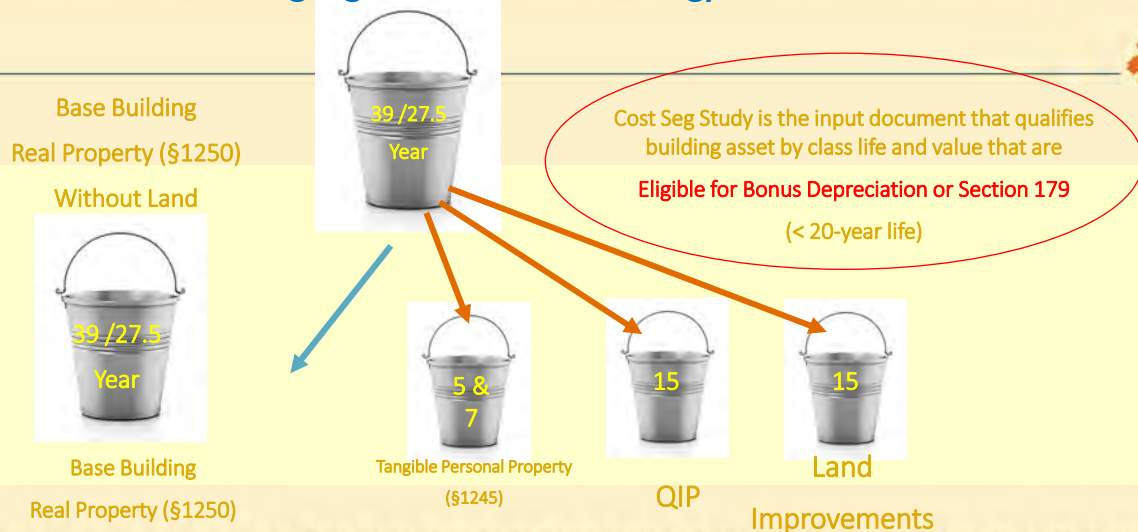 Base Building
Real Property (§1250)
Without Land
39 /27.5
Year
Cost Seg Study is the input document that qualifies
building asset by class life and value that are
Eligible for Bonus Depreciation or Section 179
(< 20-year life)
39 /27.5
Year
5 &
7
15
15
Base Building
Real Property (§1250)
Tangible Personal Property
(§1245)
QIP
Land
Improvements